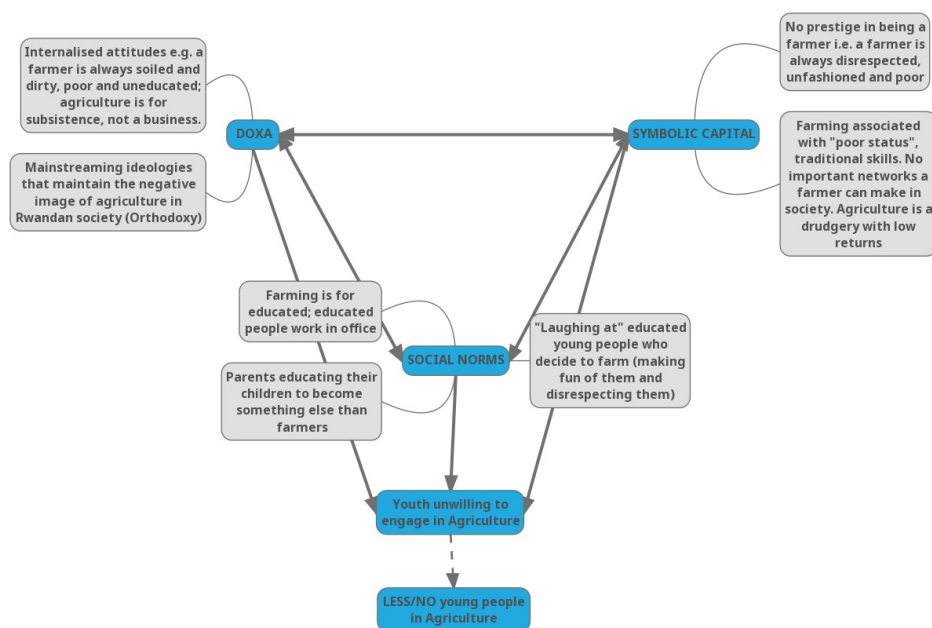 Internalised attitudes e.g. a
farmer is always soiled and
dirty, poor and uneducated;
agriculture is for
subsistence, not a business.
Mainstreaming ideologies
that maintain the negative
image of agriculture in
Rwandan society (Orthodoxy)
DOXA
SYMBOLIC CAPITAL
No prestige in being a
farmer i.e. a farmer is
always disrespected,
unfashioned and poor
Farming associated
with "poor status",
traditional skills. No
important networks a
farmer can make in
society. Agriculture is a
drudgery with low
returns
Farming is for
educated; educated
people work in office
Parents educating their
children to become
something else than
farmers
SOCIAL NORMS
"Laughing at" educated
young people who
decide to farm (making
fun of them and
disrespecting them)
Youth unwilling to
engage in Agriculture
LESS/NO young people
in Agriculture